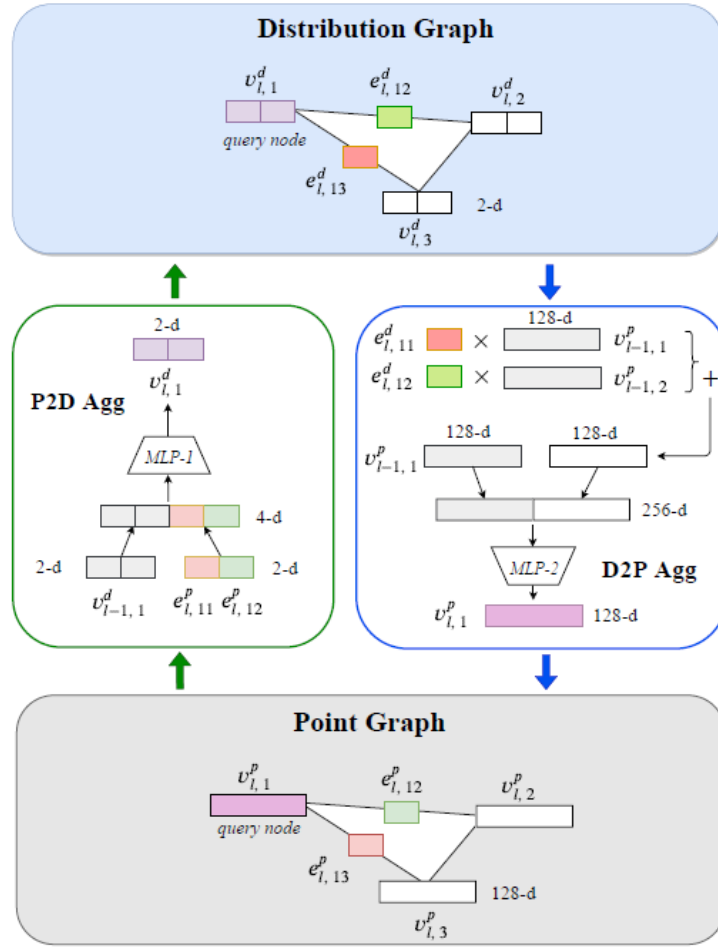 Distribution Graph
v^d_{l, 1}
e^d_{l, 12}
v^d_{l, 2}
query node
e^d_{l, 13}
2-d
v^d_{l, 3}
2-d
v^d_{l, 1}
P2D Agg
MLP-1
4-d
2-d
2-d
v^d_{l-1, 1}
e^p_{l, 11} e^p_{l, 12}
128-d
e^d_{l, 11} × v^p_{l-1, 1}
e^d_{l, 12} × v^p_{l-1, 2}
+
128-d
128-d
v^p_{l-1, 1}
256-d
MLP-2
D2P Agg
v^p_{l, 1}
128-d
Point Graph
v^p_{l, 1}
e^p_{l, 12}
v^p_{l, 2}
query node
e^p_{l, 13}
128-d
v^p_{l, 3}